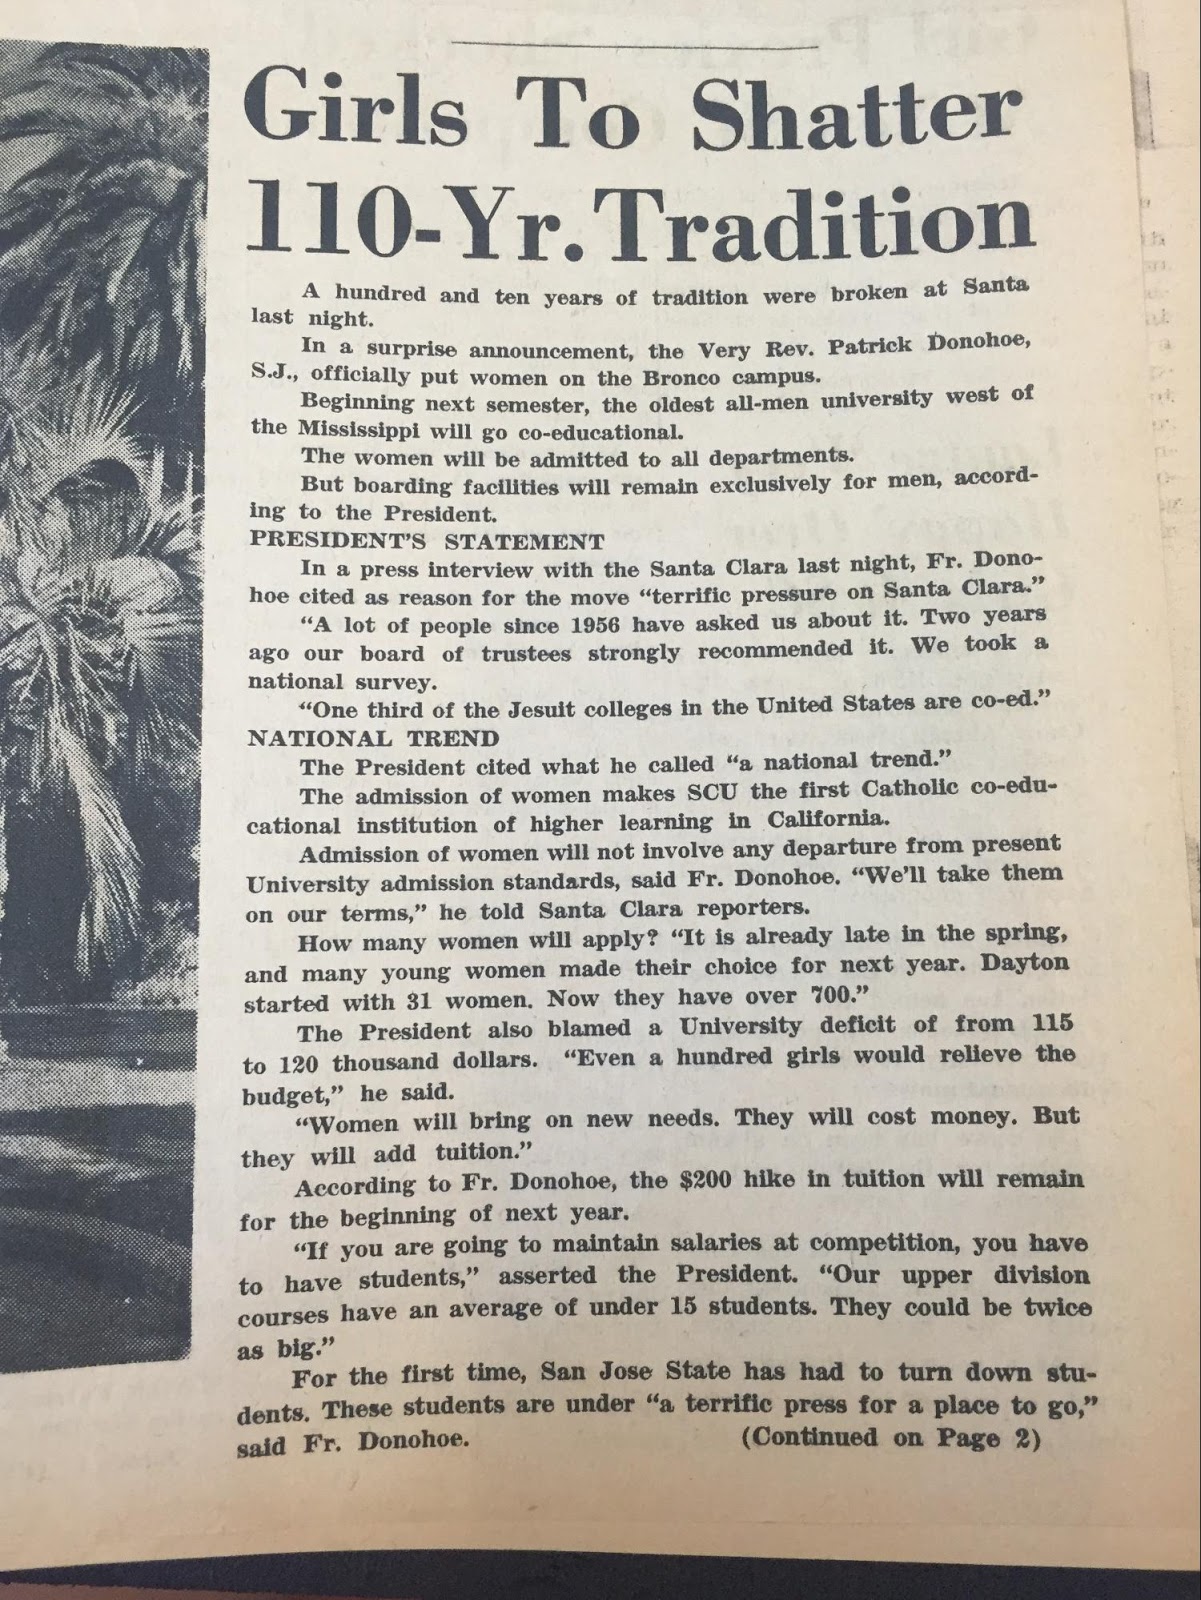 Girls To Shatter
110-Yr. Tradition
A hundred and ten years of tradition were broken at Santa
last night.
In a surprise announcement, the Very Rev. Patrick Donohoe,
S.J., officially put women on the Bronco campus.
Beginning next semester, the oldest all-men university west of
the Mississippi will go co-educational.
The women will be admitted to all departments.
But boarding facilities will remain exclusively for men, accord-
ing to the President.
PRESIDENT'S STATEMENT
In a press interview with the Santa Clara last night, Fr. Dono-
hoe cited as reason for the move “terrific pressure on Santa Clara.”
“A lot of people since 1956 have asked us about it. Two years
ago our board of trustees strongly recommended it. We took a
national survey.
“One third of the Jesuit colleges in the United States are co-ed.”
NATIONAL TREND
The President cited what he called “a national trend.”
The admission of women makes SCU the first Catholic co-edu-
cational institution of higher learning in California.
Admission of women will not involve any departure from present
University admission standards, said Fr. Donohoe. “We'll take them
on our terms,” he told Santa Clara reporters.
How many women will apply? “It is already late in the spring,
and many young women made their choice for next year. Dayton
started with 31 women. Now they have over 700.”
The President also blamed a University deficit of from 115
to 120 thousand dollars. “Even a hundred girls would relieve the
budget,” he said.
“Women will bring on new needs. They will cost money. But
they will add tuition.”
According to Fr. Donohoe, the $200 hike in tuition will remain
for the beginning of next year.
“If you are going to maintain salaries at competition, you have
to have students,” asserted the President. “Our upper division
courses have an average of under 15 students. They could be twice
as big.”
For the first time, San Jose State has had to turn down stu-
dents. These students are under “a terrific press for a place to go,”
said Fr. Donohoe. (Continued on Page 2)